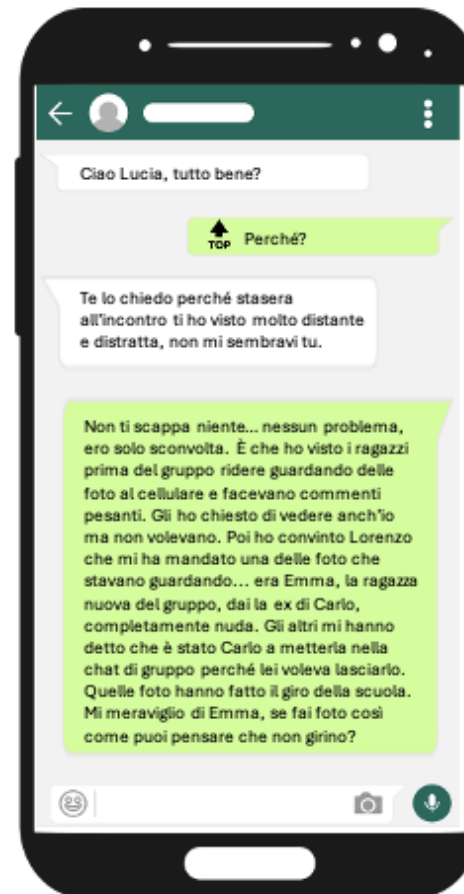 Ciao Lucia, tutto bene?
TOP Perché?
Te lo chiedo perché stasera
all'incontro ti ho visto molto distante
e distratta, non mi sembravi tu.
Non ti scappa niente... nessun problema,
ero solo sconvolta. È che ho visto i ragazzi
prima del gruppo ridere guardando delle
foto al cellulare e facevano commenti
pesanti. Gli ho chiesto di vedere anch'io
ma non volevano. Poi ho convinto Lorenzo
che mi ha mandato una delle foto che
stavano guardando... era Emma, la ragazza
nuova del gruppo, dai la ex di Carlo,
completamente nuda. Gli altri mi hanno
detto che è stato Carlo a metterla nella
chat di gruppo perché lei voleva lasciarlo.
Quelle foto hanno fatto il giro della scuola.
Mi meraviglio di Emma, se fai foto così
come puoi pensare che non girino?